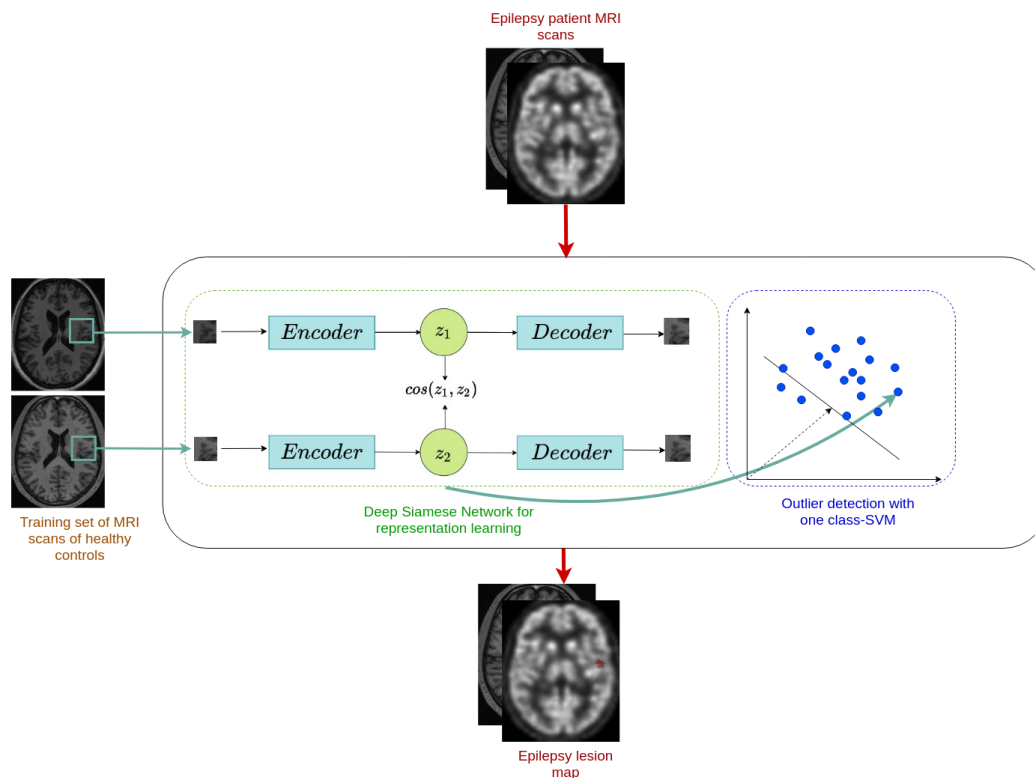 Epilepsy patient MRI
scans
Encoder
z₁
Decoder
cos(z₁, z₂)
Encoder
z₂
Decoder
Training set of MRI
scans of healthy
controls
Deep Siamese Network for
representation learning
Outlier detection with
one class-SVM
Epilepsy lesion
map